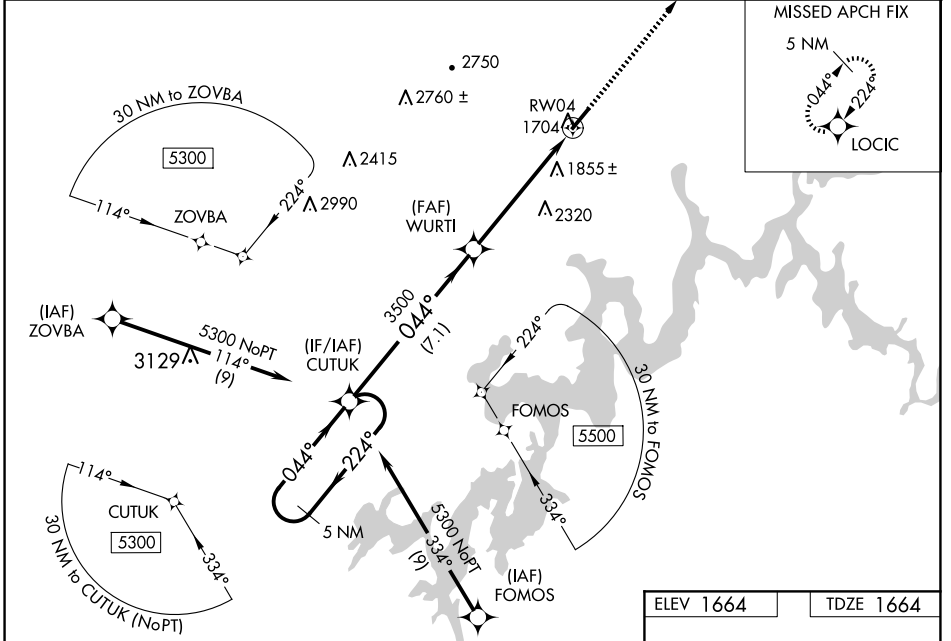 MISSED APCH FIX
5 NM
044°
224°
LOCIC
2750
2760 ±
RW04
1704
2415
1855 ±
2990
2320
30 NM to ZOVBA
5300
114°
224°
ZOVBA
(FAF)
WURTI
(IAF)
ZOVBA
5300 NoPT
114°
(9)
3129
(IF/IAF)
CUTUK
3500
044°
(7.1)
044°
224°
5 NM
224°
30 NM to FOMOS
FOMOS
5500
334°
114°
CUTUK
5300
334°
30 NM to CUTUK (NoPT)
5300 NoPT
334°
(9)
(IAF)
FOMOS
ELEV 1664
TDZE 1664